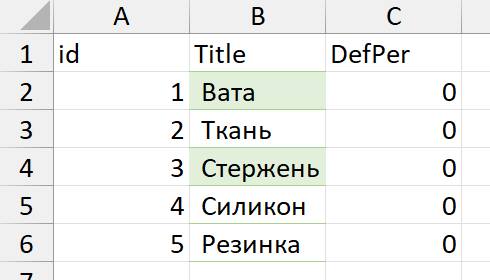 A B C
1 id Title DefPer
2 1 Вата 0
3 2 Ткань 0
4 3 Стержень 0
5 4 Силикон 0
6 5 Резинка 0
7